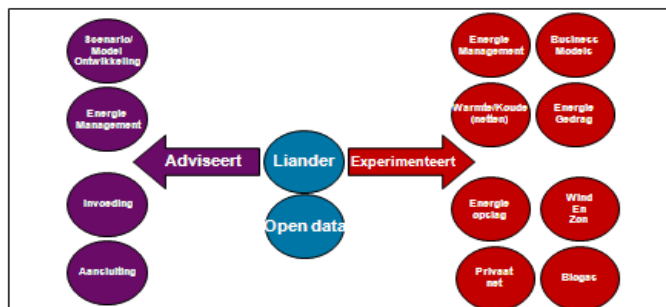 Scenario/
Model
Ontwikkeling
Energie
Management
Invoeding
Aansluiting
Adviseert
Liander
Open data
Experimenteert
Energie
Management
Business
Models
Warmte/Koude
(netten)
Energie
Gedrag
Energie
opslag
Wind
En
Zon
Privaat
net
Biogas